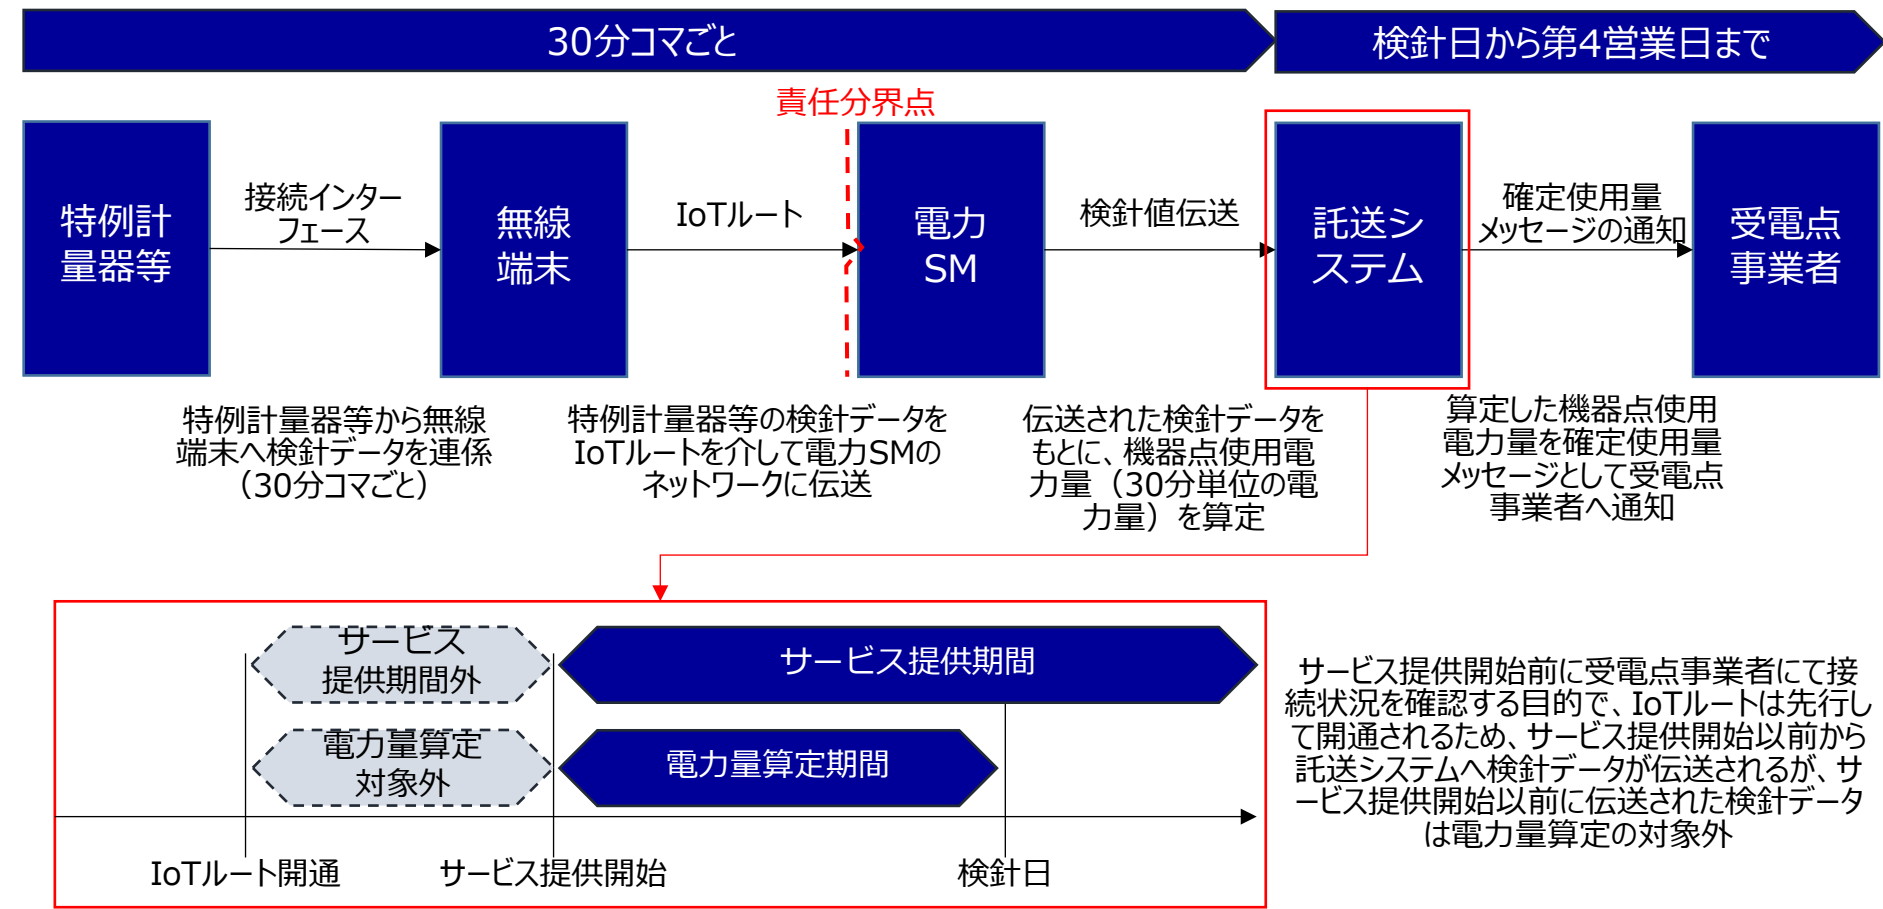 30分コマごと
検針日から第4営業日まで
責任分界点
特例計
量器等
接続インター
フェース
無線
端末
IoTルート
電力
SM
検針値伝送
託送シ
ステム
確定使用量
メッセージの通知
受電点
事業者
特例計量器等から無線
端末へ検針データを連係
（30分コマごと）
特例計量器等の検針データを
IoTルートを介して電力SMの
ネットワークに伝送
伝送された検針データを
もとに、機器点使用電
力量（30分単位の電
力量）を算定
算定した機器点使用
電力量を確定使用量
メッセージとして受電点
事業者へ通知
サービス
提供期間外
サービス提供期間
電力量算定
対象外
電力量算定期間
IoTルート開通
サービス提供開始
検針日
サービス提供開始前に受電点事業者にて接
続状況を確認する目的で、IoTルートは先行し
て開通されるため、サービス提供開始以前から
託送システムへ検針データが伝送されるが、サ
ービス提供開始以前に伝送された検針データ
は電力量算定の対象外